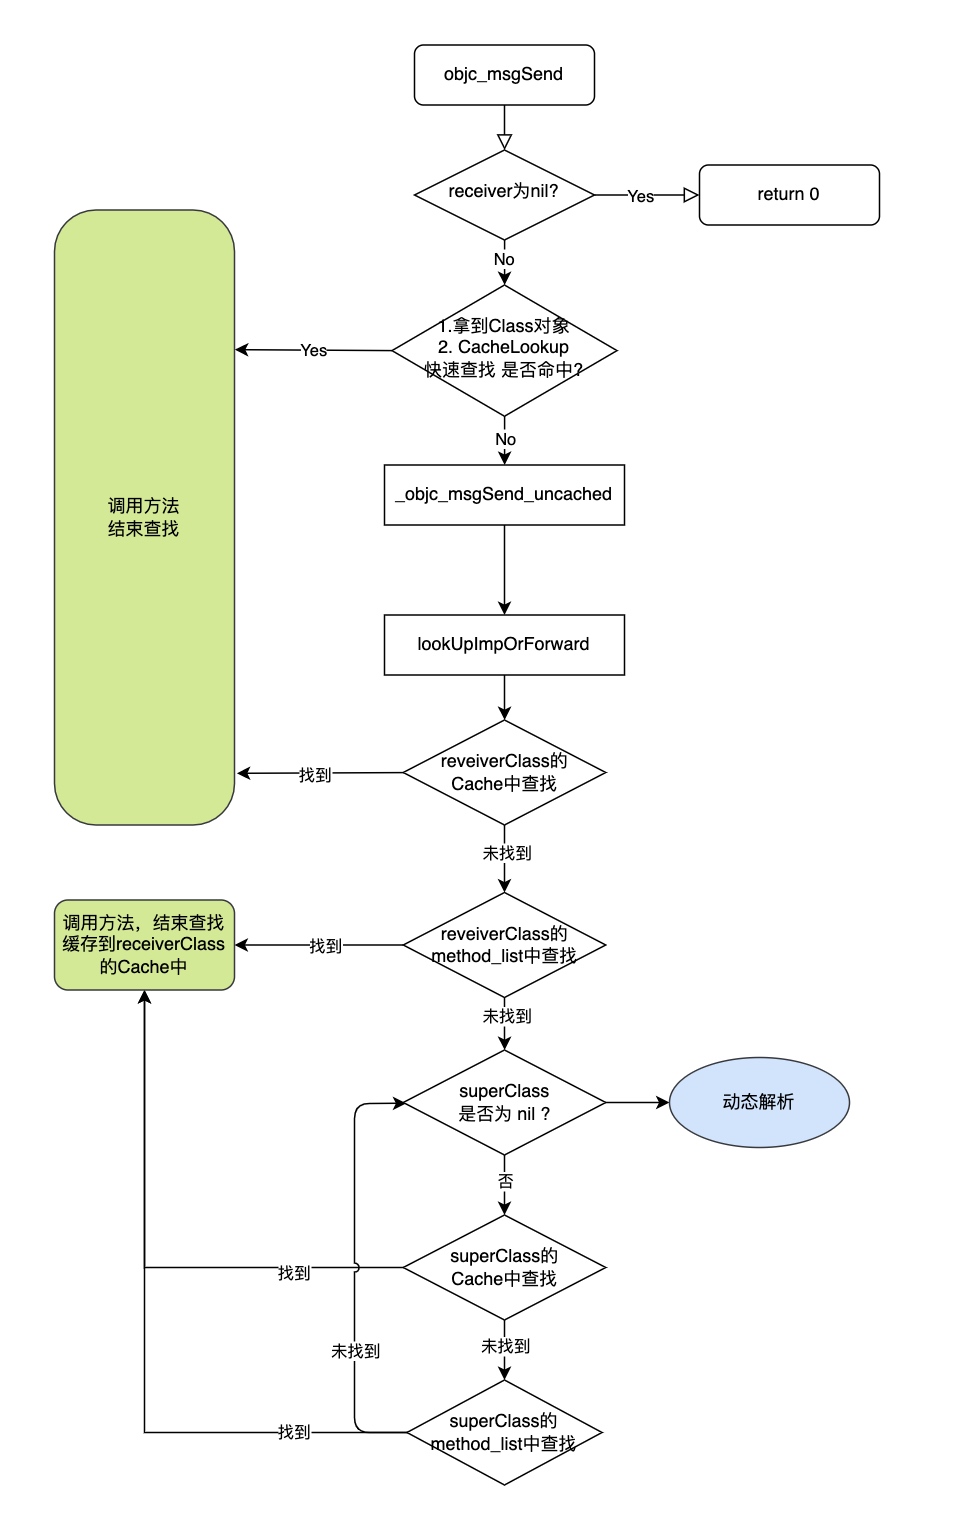 objc_msgSend
receiver为nil?
Yes
return 0
No
1.拿到Class对象
2. CacheLookup
快速查找 是否命中?
Yes
No
_objc_msgSend_uncached
调用方法
结束查找
lookUpImpOrForward
reveiverClass的
Cache中查找
找到
未找到
调用方法，结束查找
缓存到receiverClass
的Cache中
找到
reveiverClass的
method_list中查找
未找到
superClass
是否为 nil ?
动态解析
否
superClass的
Cache中查找
找到
未找到
未找到
superClass的
method_list中查找
找到